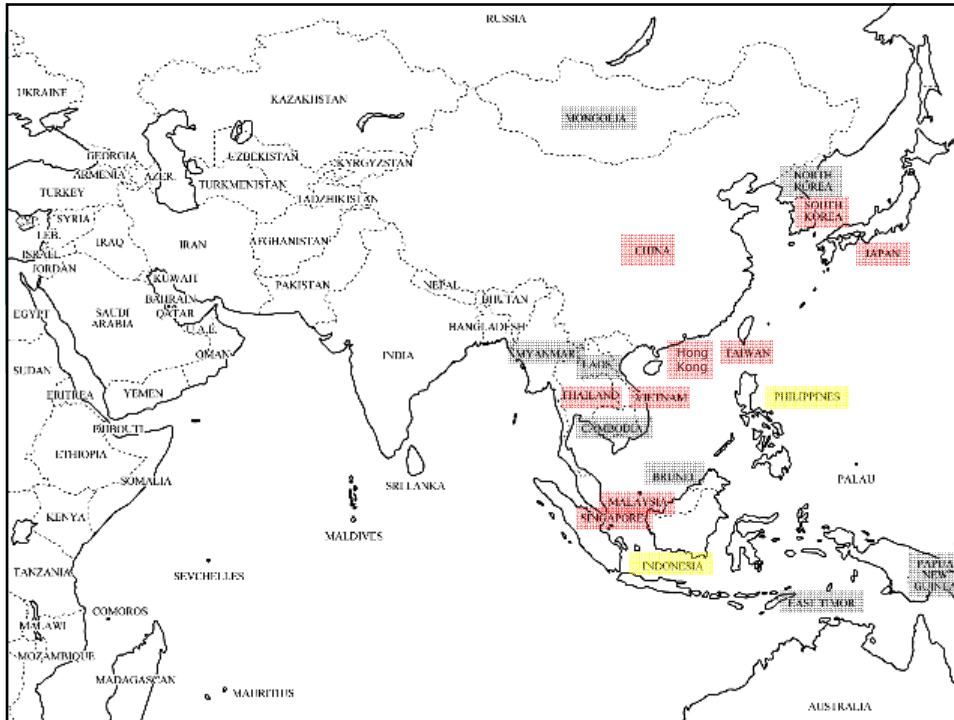 RUSSIA
UKRAINE
KAZAKHSTAN
MONGOLIA
GEORGIA
UZBEKISTAN
KYRGYZSTAN
ARMENIA
AZER.
TURKMENISTAN
TADZHIKISTAN
NORTH
KOREA
TURKEY
SOUTH
KOREA
SYRIA
LEB.
IRAQ
IRAN
AFGHANISTAN
CHINA
JAPAN
ISRAEL
JORDAN
KUWAH
PAKISTAN
NEPAL
BHUTAN
BAHRAIN
QATAR
EGYPT
SAUDI
ARABIA
U.A.E.
BANGLADESH
OMAN
INDIA
MYANMAR
LAOS
Hong
Kong
TAIWAN
SUDAN
ERITREA
YEMEN
THAILAND
VIETNAM
PHILIPPINES
DJIBOUTI
CAMBODIA
ETHIOPIA
SOMALIA
SRI LANKA
BRUNEI
PALAU
KENYA
MALAYSIA
SINGAPORE
MALDIVES
TANZANIA
SEYCHELLES
INDONESIA
PAPUA
NEW
GUINEA
COMOROS
EAST TIMOR
MALAWI
MOZAMBIQUE
MADAGASCAN
MAURITIUS
AUSTRALIA